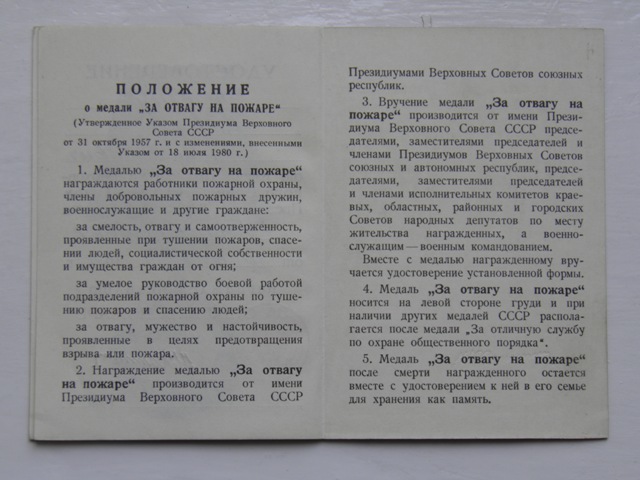 ПОЛОЖЕНИЕ
о медали „ЗА ОТВАГУ НА ПОЖАРЕ“
(Утвержденное Указом Президиума Верховного
Совета СССР
от 31 октября 1957 г. и с изменениями, внесенными
Указом от 18 июля 1980 г.)
1. Медалью „За отвагу на пожаре“
награждаются работники пожарной охраны,
члены добровольных пожарных дружин,
военнослужащие и другие граждане:
за смелость, отвагу и самоотверженность,
проявленные при тушении пожаров, спасе-
нии людей, социалистической собственности
и имущества граждан от огня;
за умелое руководство боевой работой
подразделений пожарной охраны по туше-
нию пожаров и спасению людей;
за отвагу, мужество и настойчивость,
проявленные в целях предотвращения
взрыва или пожара.
2. Награждение медалью „За отвагу
на пожаре“ производится от имени
Президиума Верховного Совета СССР
Президиумами Верховных Советов союзных
республик.
3. Вручение медали „За отвагу на
пожаре“ производится от имени Прези-
диума Верховного Совета СССР предсе-
дателями, заместителями председателей и
членами Президиумов Верховных Советов
союзных и автономных республик, предсе-
дателями, заместителями председателей
и членами исполнительных комитетов крае-
вых, областных, районных и городских
Советов народных депутатов по месту
жительства награжденных, а военно-
служащим — военным командованием.
Вместе с медалью награжденному вру-
чается удостоверение установленной формы.
4. Медаль „За отвагу на пожаре“
носится на левой стороне груди и при
наличии других медалей СССР распола-
гается после медали „За отличную службу
по охране общественного порядка“.
5. Медаль „За отвагу на пожаре“
после смерти награжденного остается
вместе с удостоверением к ней в его семье
для хранения как память.